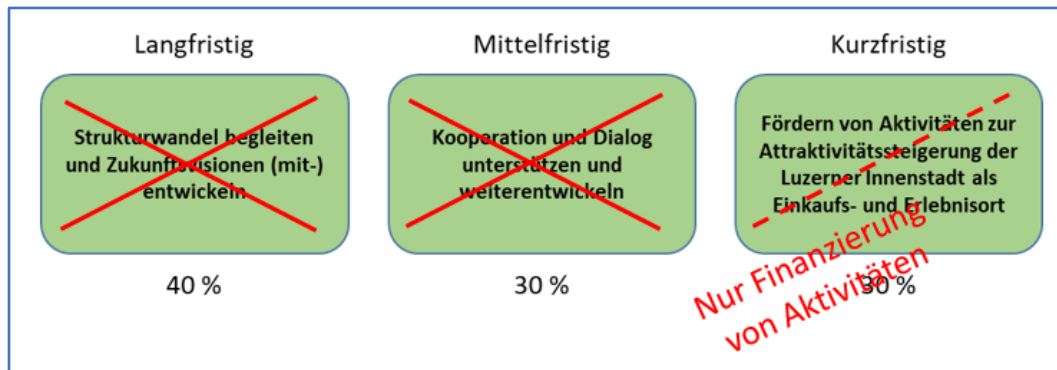 Langfristig
Mittelfristig
Kurzfristig
Strukturwandel begleiten
und Zukunftsvisionen (mit-)
entwickeln
Kooperation und Dialog
unterstützen und
weiterentwickeln
Fördern von Aktivitäten zur
Attraktivitätssteigerung der
Luzerner Innenstadt als
Einkaufs- und Erlebnisort
40 %
30 %
30 %
Nur Finanzierung
von Aktivitäten